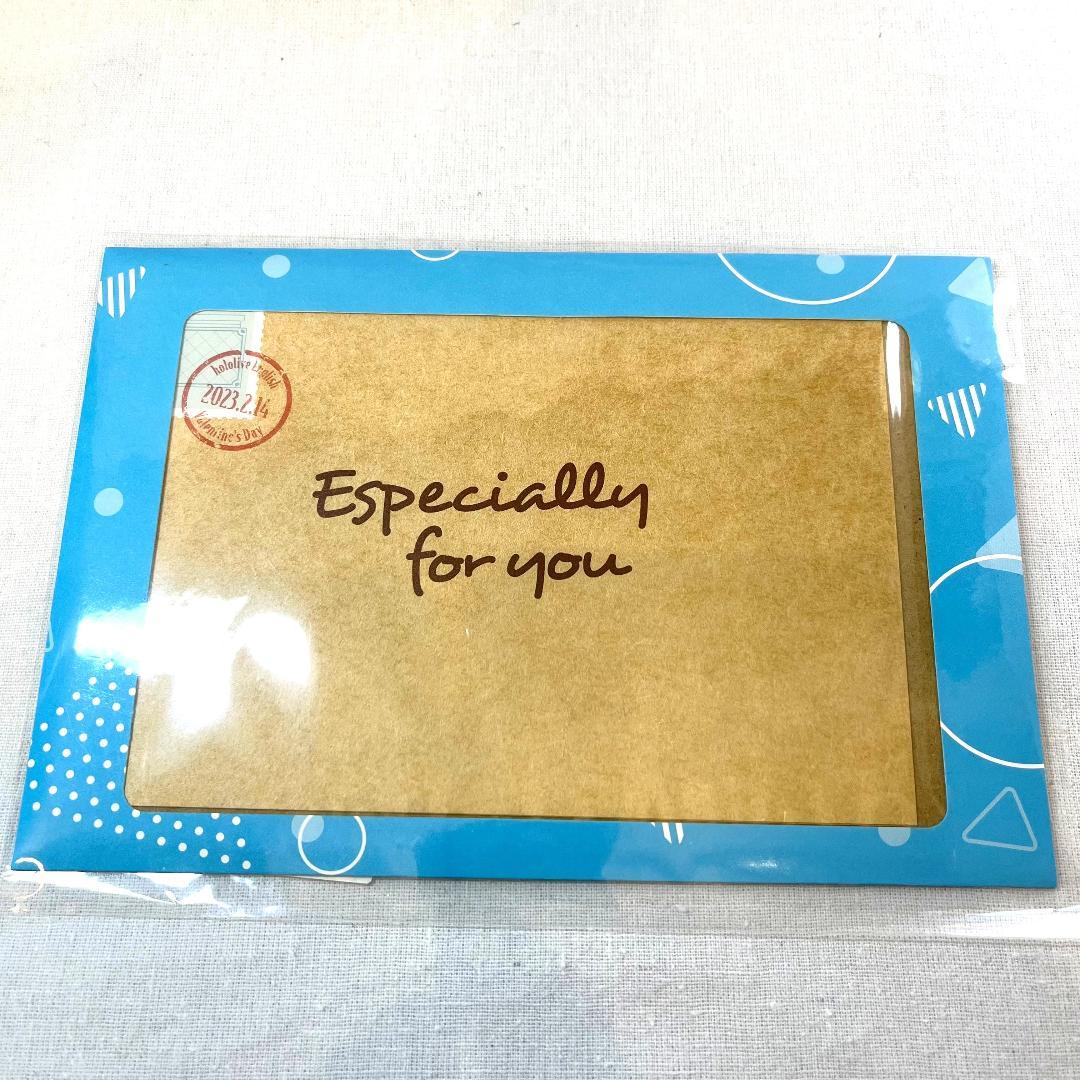 hololive English
2023.2.14
Valentine's Day
Especially
for you